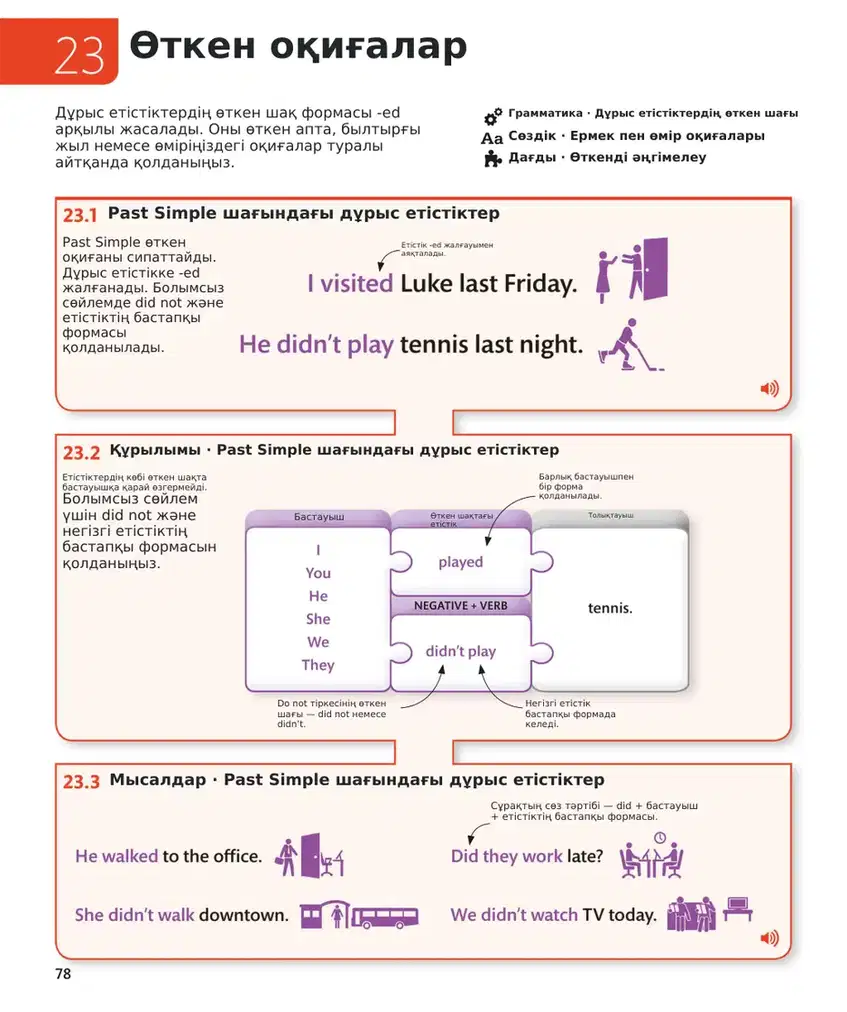 23 Өткен оқиғалар
Дұрыс етістіктердің өткен шақ формасы -ed
арқылы жасалады. Оны өткен апта, былтырғы
жыл немесе өміріңіздегі оқиғалар туралы
айтқанда қолданыңыз.
Грамматика · Дұрыс етістіктердің өткен шағы
Aa Сөздік · Ермек пен өмір оқиғалары
Дағды · Өткенді әңгімелеу
23.1 Past Simple шағындағы дұрыс етістіктер
Past Simple өткен
оқиғаны сипаттайды.
Дұрыс етістікке -ed
жалғанады. Болымсыз
сөйлемде did not және
етістіктің бастапқы
формасы
қолданылады.
Етістік -ed жалғауымен
аяқталады.
I visited Luke last Friday.
He didn't play tennis last night.
23.2 Құрылымы · Past Simple шағындағы дұрыс етістіктер
Етістіктердің көбі өткен шақта
бастауышқа қарай өзгермейді.
Болымсыз сөйлем
үшін did not және
негізгі етістіктің
бастапқы формасын
қолданыңыз.
Барлық бастауышпен
бір форма
қолданылады.
Бастауыш
Өткен шақтағы
етістік
Толықтауыш
I
You
He
She
We
They
played
NEGATIVE + VERB
didn't play
tennis.
Do not тіркесінің өткен
шағы — did not немесе
didn't.
Негізгі етістік
бастапқы формада
келеді.
23.3 Мысалдар · Past Simple шағындағы дұрыс етістіктер
Сұрақтың сөз тәртібі — did + бастауыш
+ етістіктің бастапқы формасы.
He walked to the office.
Did they work late?
She didn't walk downtown.
We didn't watch TV today.
78